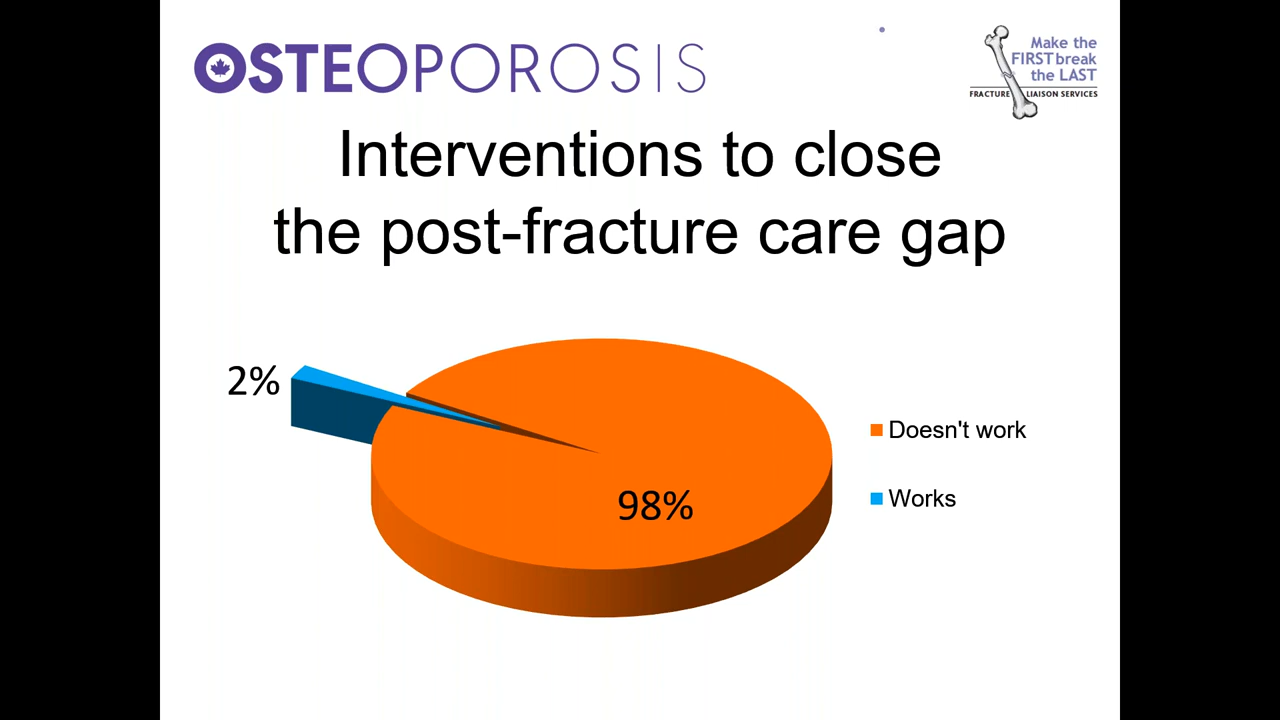 OSTEOPOROSIS
Make the
FIRST break
the LAST
FRACTURE LIAISON SERVICES
Interventions to close
the post-fracture care gap
2%
98%
Doesn't work
Works